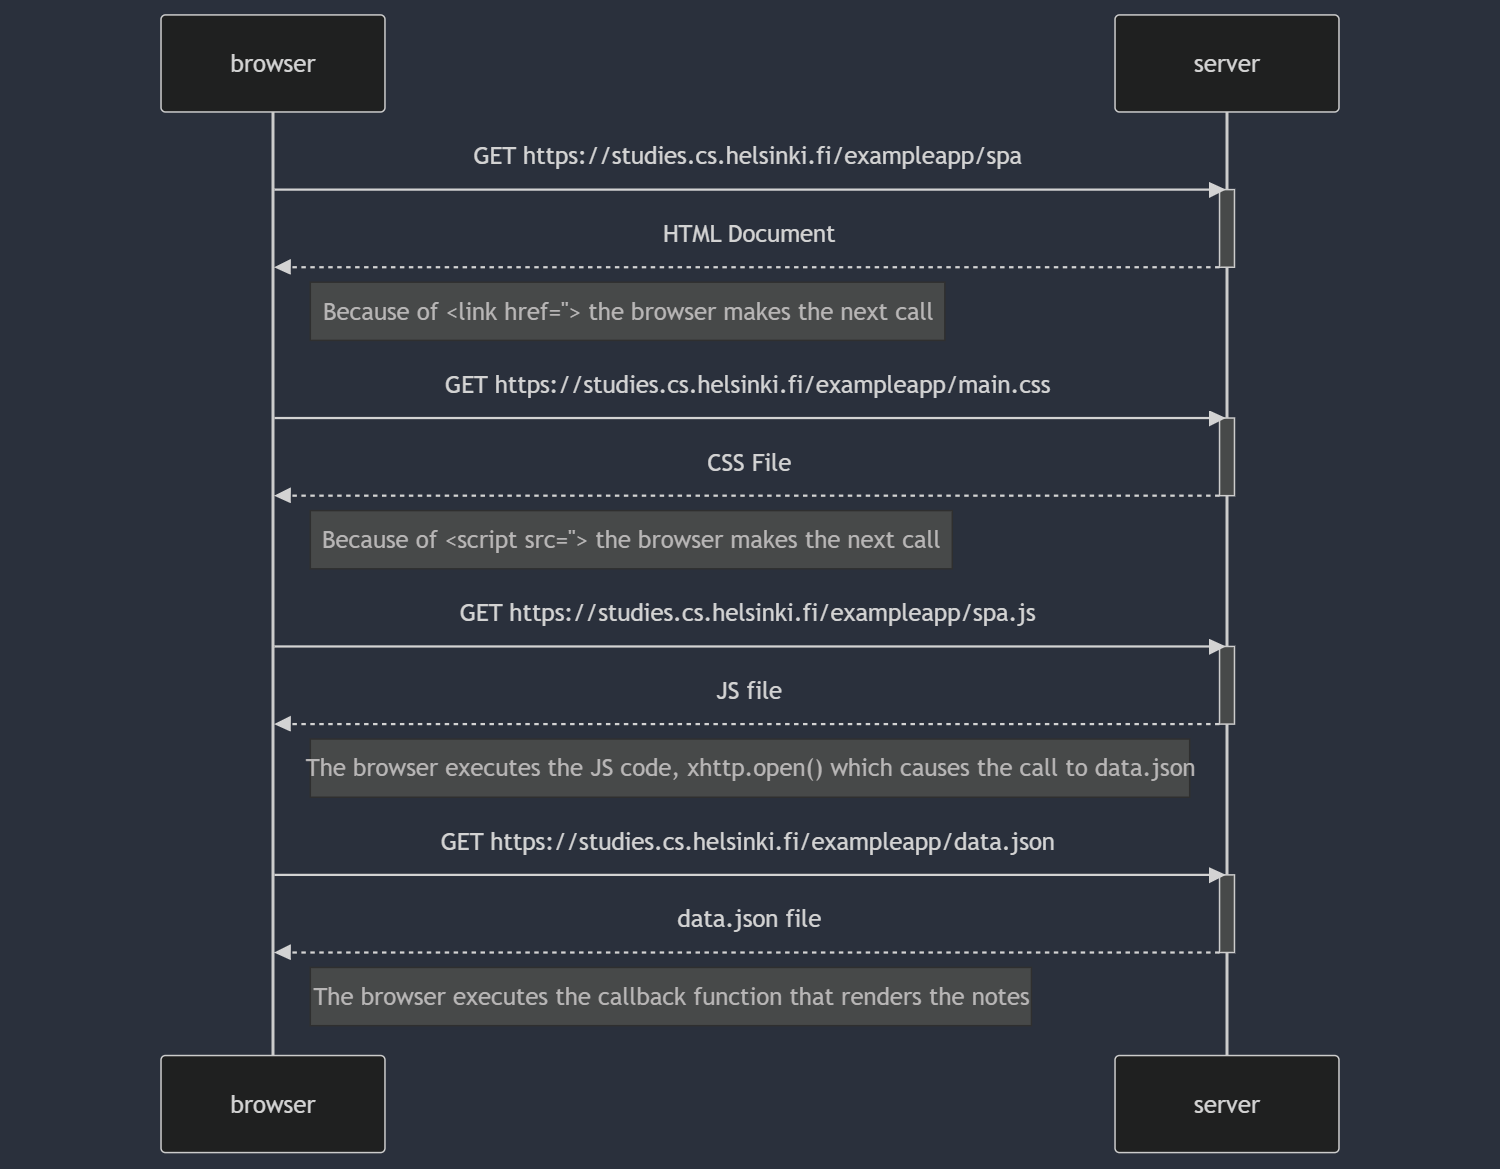 browser
server
GET https://studies.cs.helsinki.fi/exampleapp/spa
HTML Document
Because of <link href=''> the browser makes the next call
GET https://studies.cs.helsinki.fi/exampleapp/main.css
CSS File
Because of <script src=''> the browser makes the next call
GET https://studies.cs.helsinki.fi/exampleapp/spa.js
JS file
The browser executes the JS code, xhttp.open() which causes the call to data.json
GET https://studies.cs.helsinki.fi/exampleapp/data.json
data.json file
The browser executes the callback function that renders the notes
browser
server